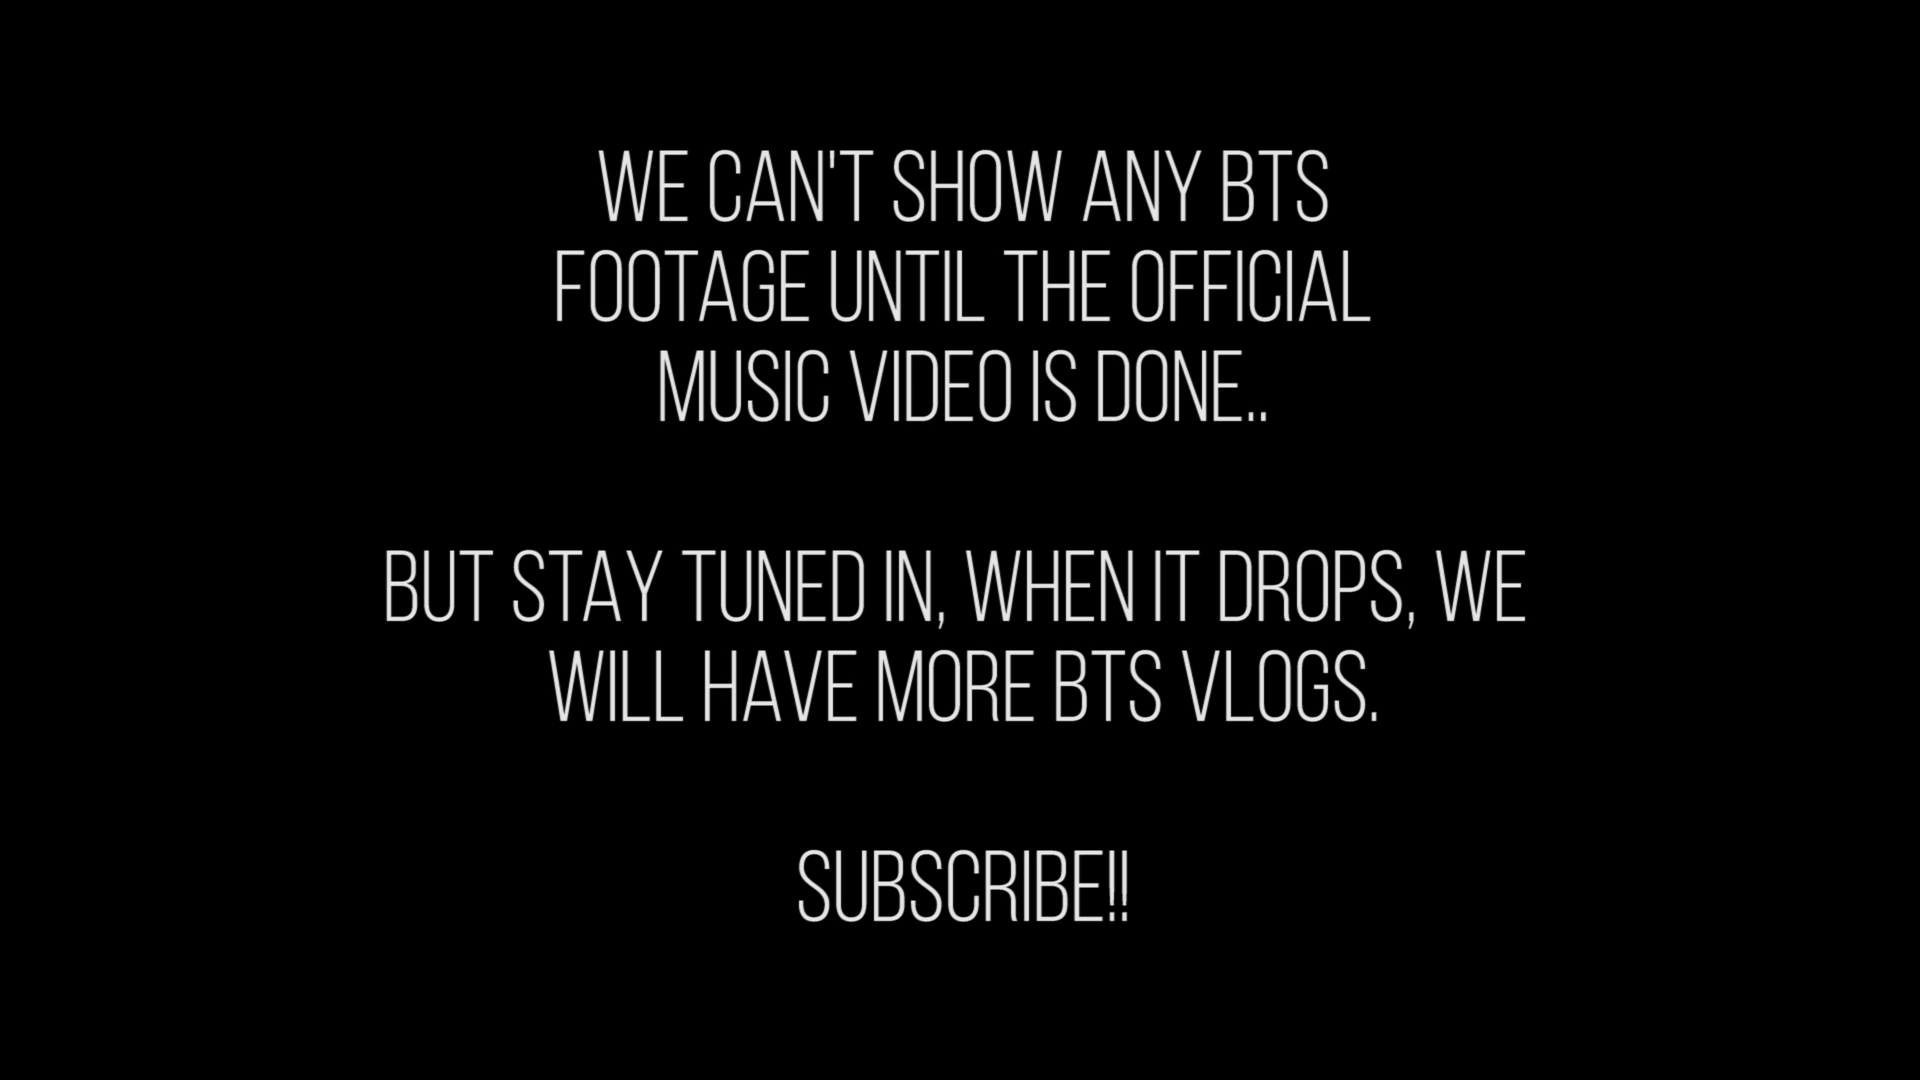 WE CAN'T SHOW ANY BTS
FOOTAGE UNTIL THE OFFICIAL
MUSIC VIDEO IS DONE..
BUT STAY TUNED IN, WHEN IT DROPS, WE
WILL HAVE MORE BTS VLOGS.
SUBSCRIBE!!